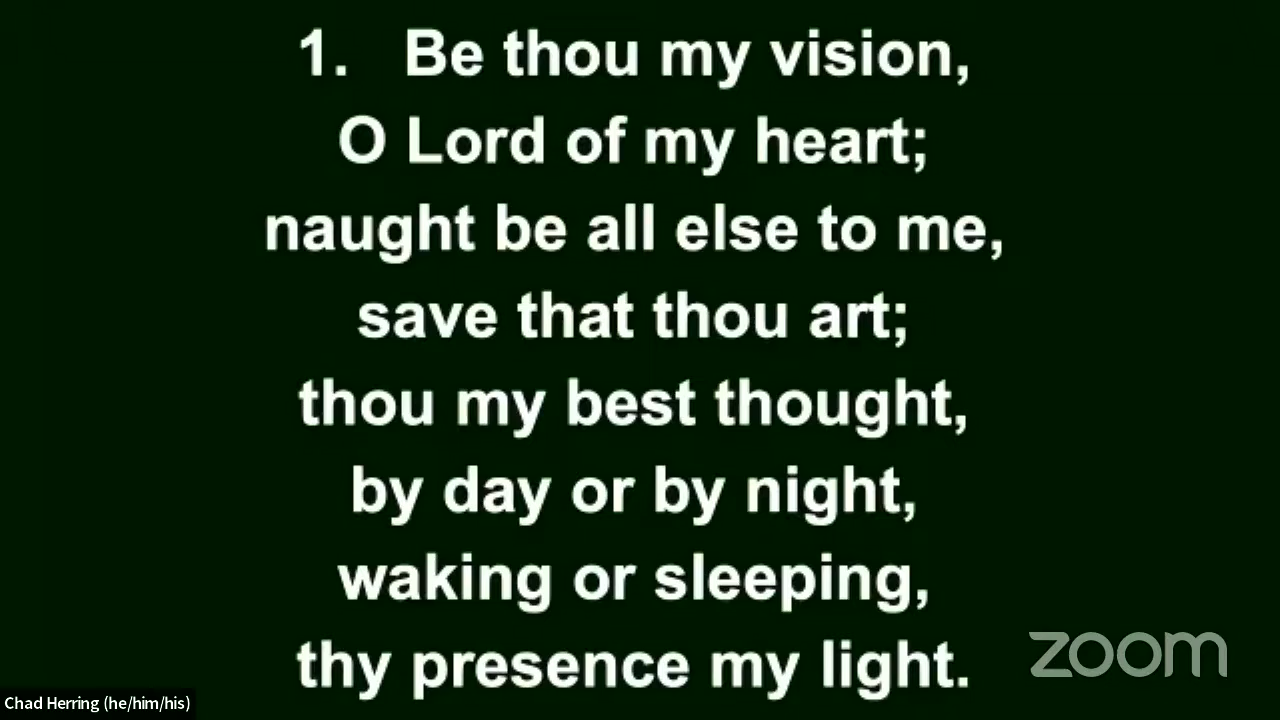 1. Be thou my vision,
O Lord of my heart;
naught be all else to me,
save that thou art;
thou my best thought,
by day or by night,
waking or sleeping,
thy presence my light.
zoom
Chad Herring (he/him/his)